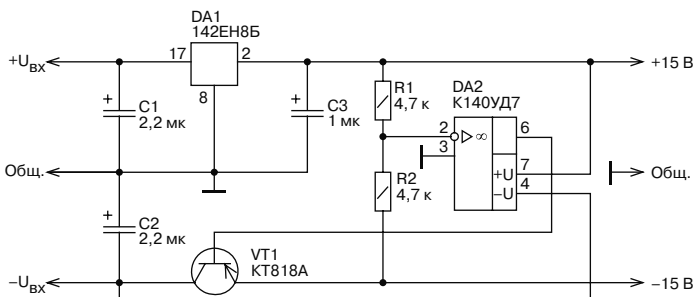 DA1
142ЕН8Б
+Uвх
17
2
8
+
C1
2,2 мк
+
C3
1 мк
R1
4,7 к
DA2
К140УД7
+15 В
2
3
▷ ∞
6
7
4
+U
−U
Общ.
Общ.
R2
4,7 к
+
C2
2,2 мк
VT1
КТ818А
−Uвх
−15 В